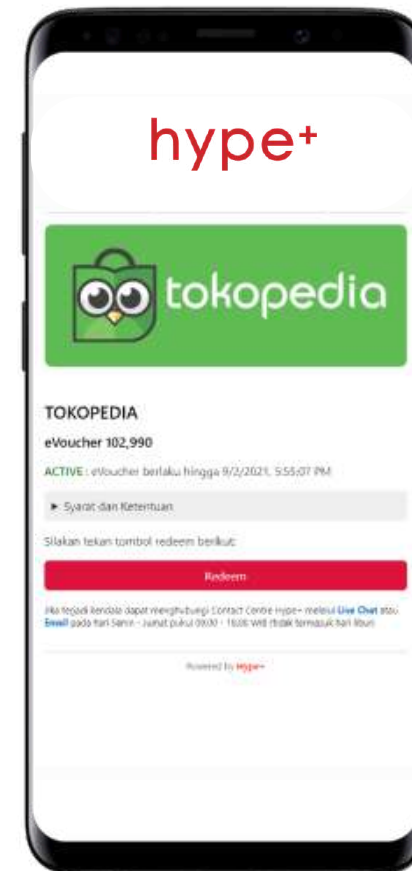 hype+
tokopedia
TOKOPEDIA
eVoucher 102,990
ACTIVE : eVoucher berlaku hingga 9/2/2021, 5:55:07 PM
▶ Syarat dan Ketentuan
Silakan tekan tombol redeem berikut:
Redeem
Jika terjadi kendala dapat menghubungi Contact Centre Hype+ melalui Live Chat atau
Email pada hari Senin - Jumat pukul 09:00 - WIB (tidak termasuk hari libur)
Powered by Hype+